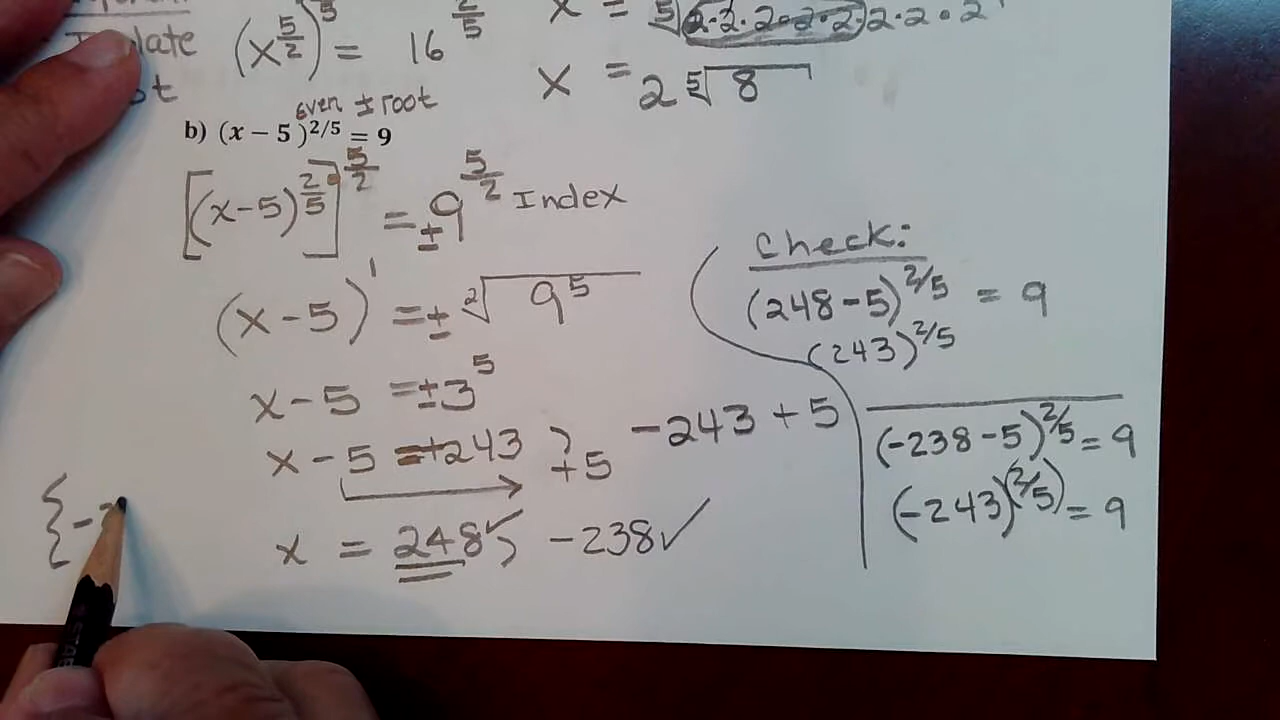 x = ⁵√2·2·2·2·2·2·2·2
late
(x^5/2)^ = 16^2/5
x = 2 ⁵√8
even ± root
b) (x − 5)^2/5 = 9
[(x-5)^2/5]^5/2 = ±9^5/2 Index
(x-5)^1 = ± ²√9^5
x-5 = ±3^5
x-5 = ±243 +5
-243 + 5
x = 248✓, -238✓
{-
Check:
(248-5)^2/5 = 9
(243)^2/5
(-238-5)^2/5 = 9
(-243)^(2/5) = 9